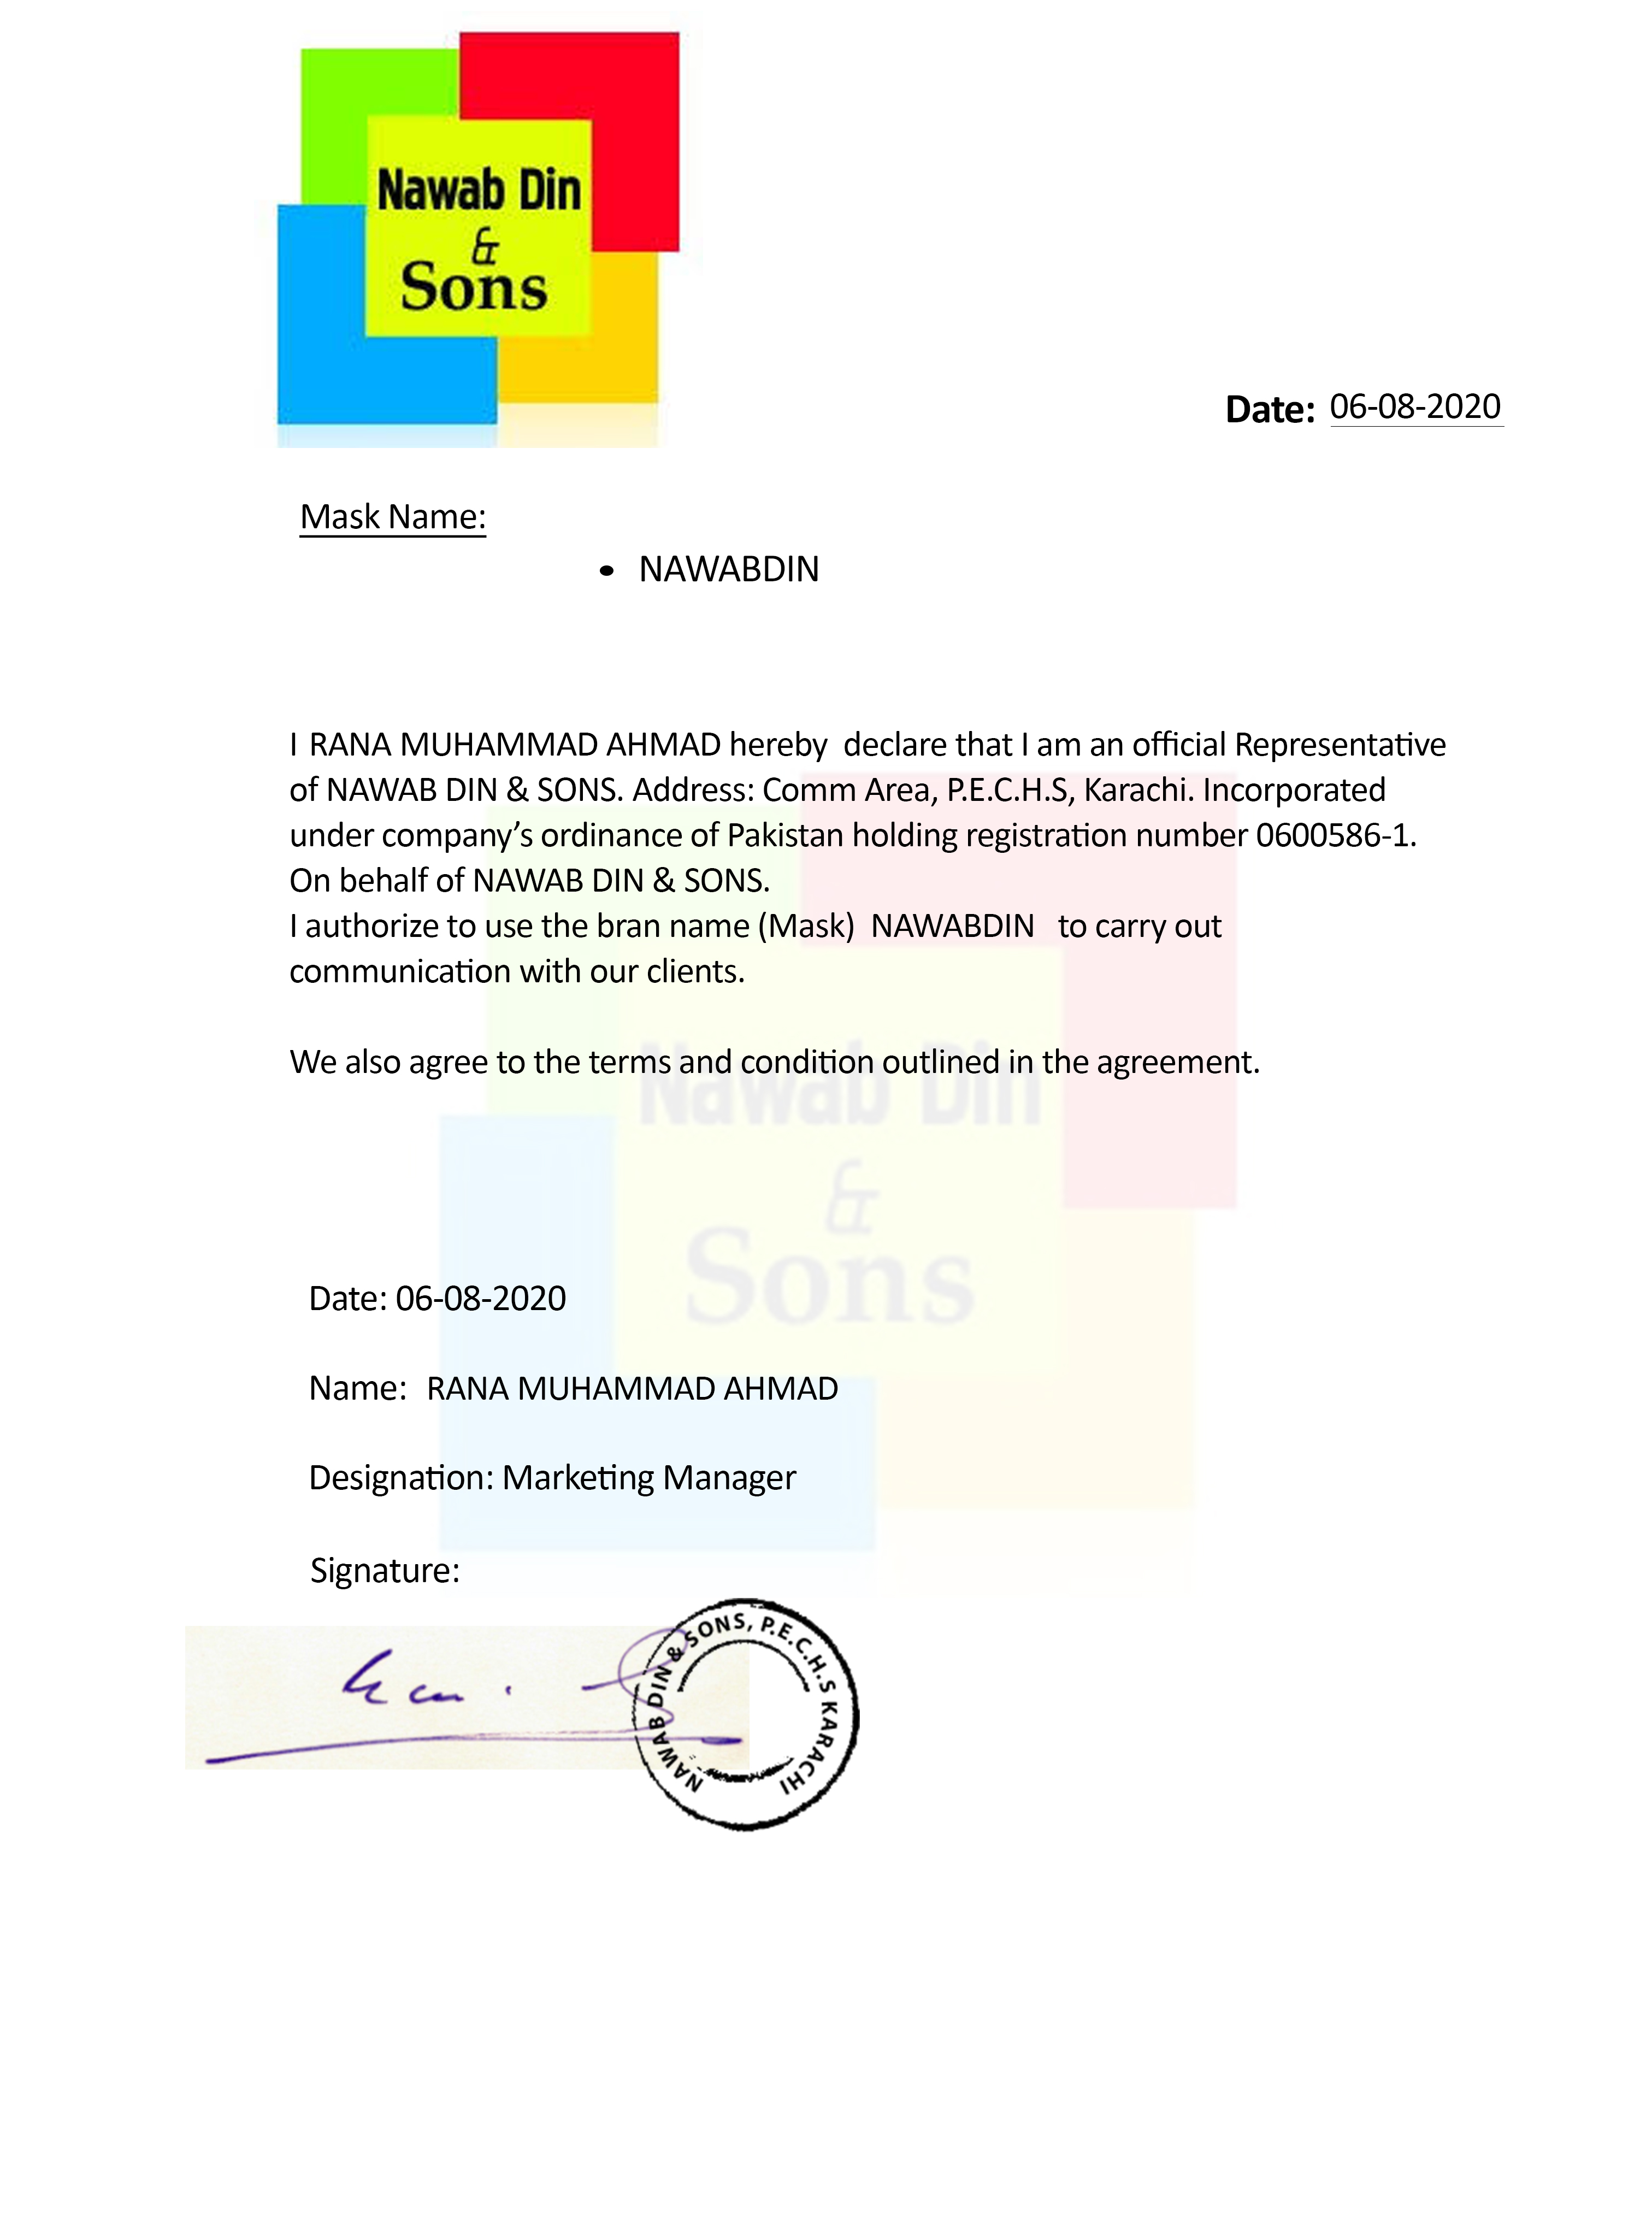 Nawab Din
&
Sons
Date: 06-08-2020
Mask Name:
• NAWABDIN
I RANA MUHAMMAD AHMAD hereby declare that I am an official Representative
of NAWAB DIN & SONS. Address: Comm Area, P.E.C.H.S, Karachi. Incorporated
under company’s ordinance of Pakistan holding registration number 0600586-1.
On behalf of NAWAB DIN & SONS.
I authorize to use the bran name (Mask) NAWABDIN to carry out
communication with our clients.
We also agree to the terms and condition outlined in the agreement.
Nawab Din
&
Sons
Date: 06-08-2020
Name: RANA MUHAMMAD AHMAD
Designation: Marketing Manager
Signature:
NAWAB DIN & SONS, P.E.C.H.S KARACHI